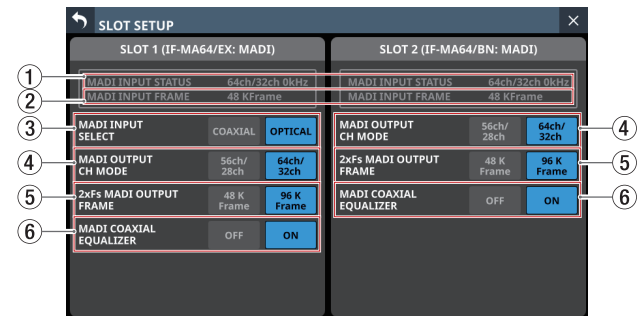 SLOT SETUP
SLOT 1 (IF-MA64/EX: MADI)
SLOT 2 (IF-MA64/BN: MADI)
1
MADI INPUT STATUS 64ch/32ch 0kHz
MADI INPUT STATUS 64ch/32ch 0kHz
2
MADI INPUT FRAME 48 KFrame
MADI INPUT FRAME 48 KFrame
3
MADI INPUT
SELECT
COAXIAL
OPTICAL
MADI OUTPUT
CH MODE
56ch/
28ch
64ch/
32ch
4
4
MADI OUTPUT
CH MODE
56ch/
28ch
64ch/
32ch
2xFs MADI OUTPUT
FRAME
48 K
Frame
96 K
Frame
5
5
2xFs MADI OUTPUT
FRAME
48 K
Frame
96 K
Frame
MADI COAXIAL
EQUALIZER
OFF
ON
6
6
MADI COAXIAL
EQUALIZER
OFF
ON